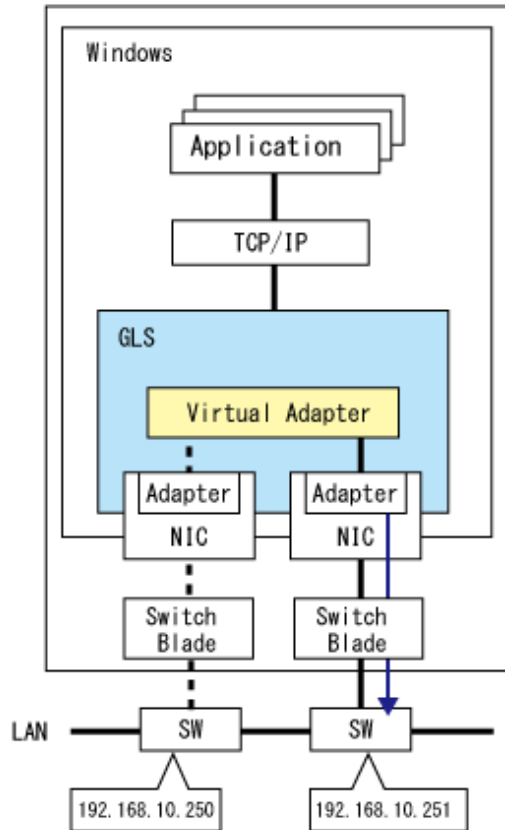 Windows
Application
TCP/IP
GLS
Virtual Adapter
Adapter
Adapter
NIC
NIC
Switch
Blade
Switch
Blade
LAN
SW
SW
192.168.10.250
192.168.10.251